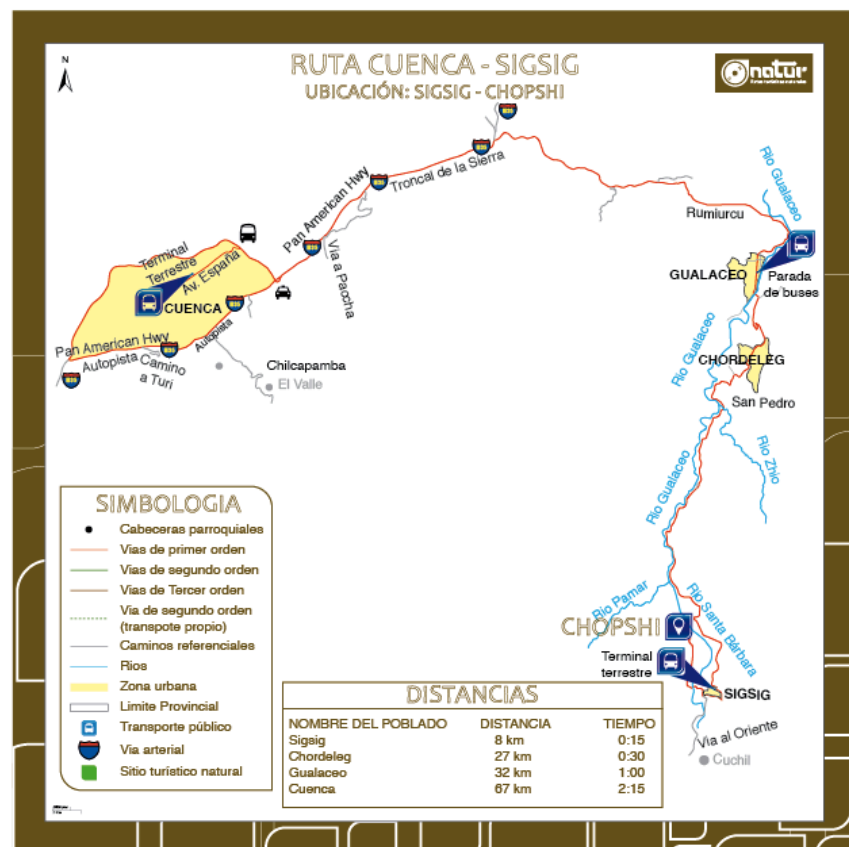 N
RUTA CUENCA - SIGSIG
UBICACIÓN: SIGSIG - CHOPSHI
natur
Troncal de la Sierra
Pan American Hwy
Via a Paccha
Rio Gualaceo
Rumiurcu
GUALACEO
Parada
de buses
Terminal
Terrestre
Av. España
CUENCA
Pan American Hwy
Autopista
Camino
a Turi
Autopista
Chilcapamba
El Valle
Rio Gualaceo
CHORDELEG
San Pedro
Rio Zhio
Rio Gualaceo
Rio Pamar
Rio Santa Bárbara
CHOPSHI
Terminal
terrestre
SIGSIG
Via al Oriente
Cuchil
SIMBOLOGIA
Cabeceras parroquiales
Vias de primer orden
Vias de segundo orden
Vias de Tercer orden
Via de segundo orden
(transpote propio)
Caminos referenciales
Rios
Zona urbana
Limite Provincial
Transporte público
Via arterial
Sitio turístico natural
DISTANCIAS
NOMBRE DEL POBLADO DISTANCIA TIEMPO
Sigsig 8 km 0:15
Chordeleg 27 km 0:30
Gualaceo 32 km 1:00
Cuenca 67 km 2:15